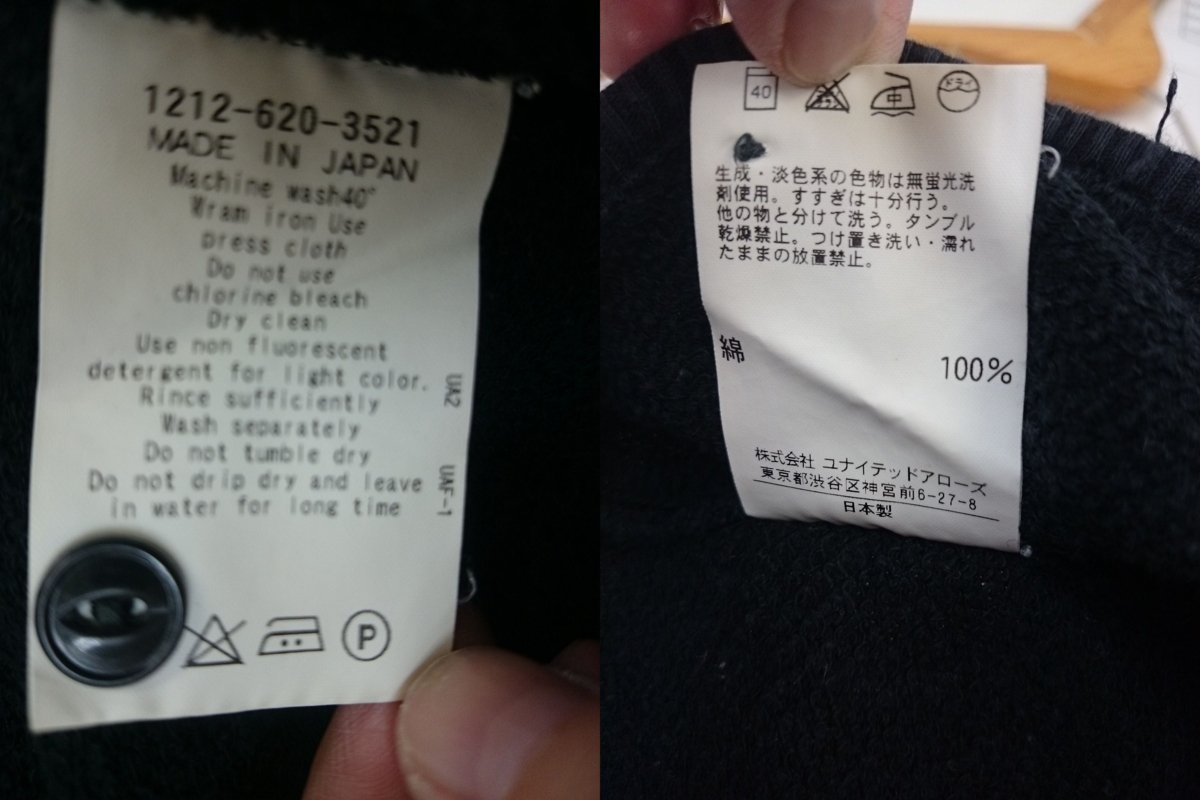 1212-620-3521
MADE IN JAPAN
Machine wash40°
Wram iron Use
press cloth
Do not use
chlorine bleach
Dry clean
Use non fluorescent
detergent for light color.
Rince sufficiently
Wash separately
Do not tumble dry
Do not drip dry and leave
in water for long time
UA2
UAF-1
P
40
中
ドライ
生成・淡色系の色物は無蛍光洗
剤使用。すすぎは十分行う。
他の物と分けて洗う。タンブル
乾燥禁止。つけ置き洗い・濡れ
たままの放置禁止。
綿 100%
株式会社 ユナイテッドアローズ
東京都渋谷区神宮前6-27-8
日本製